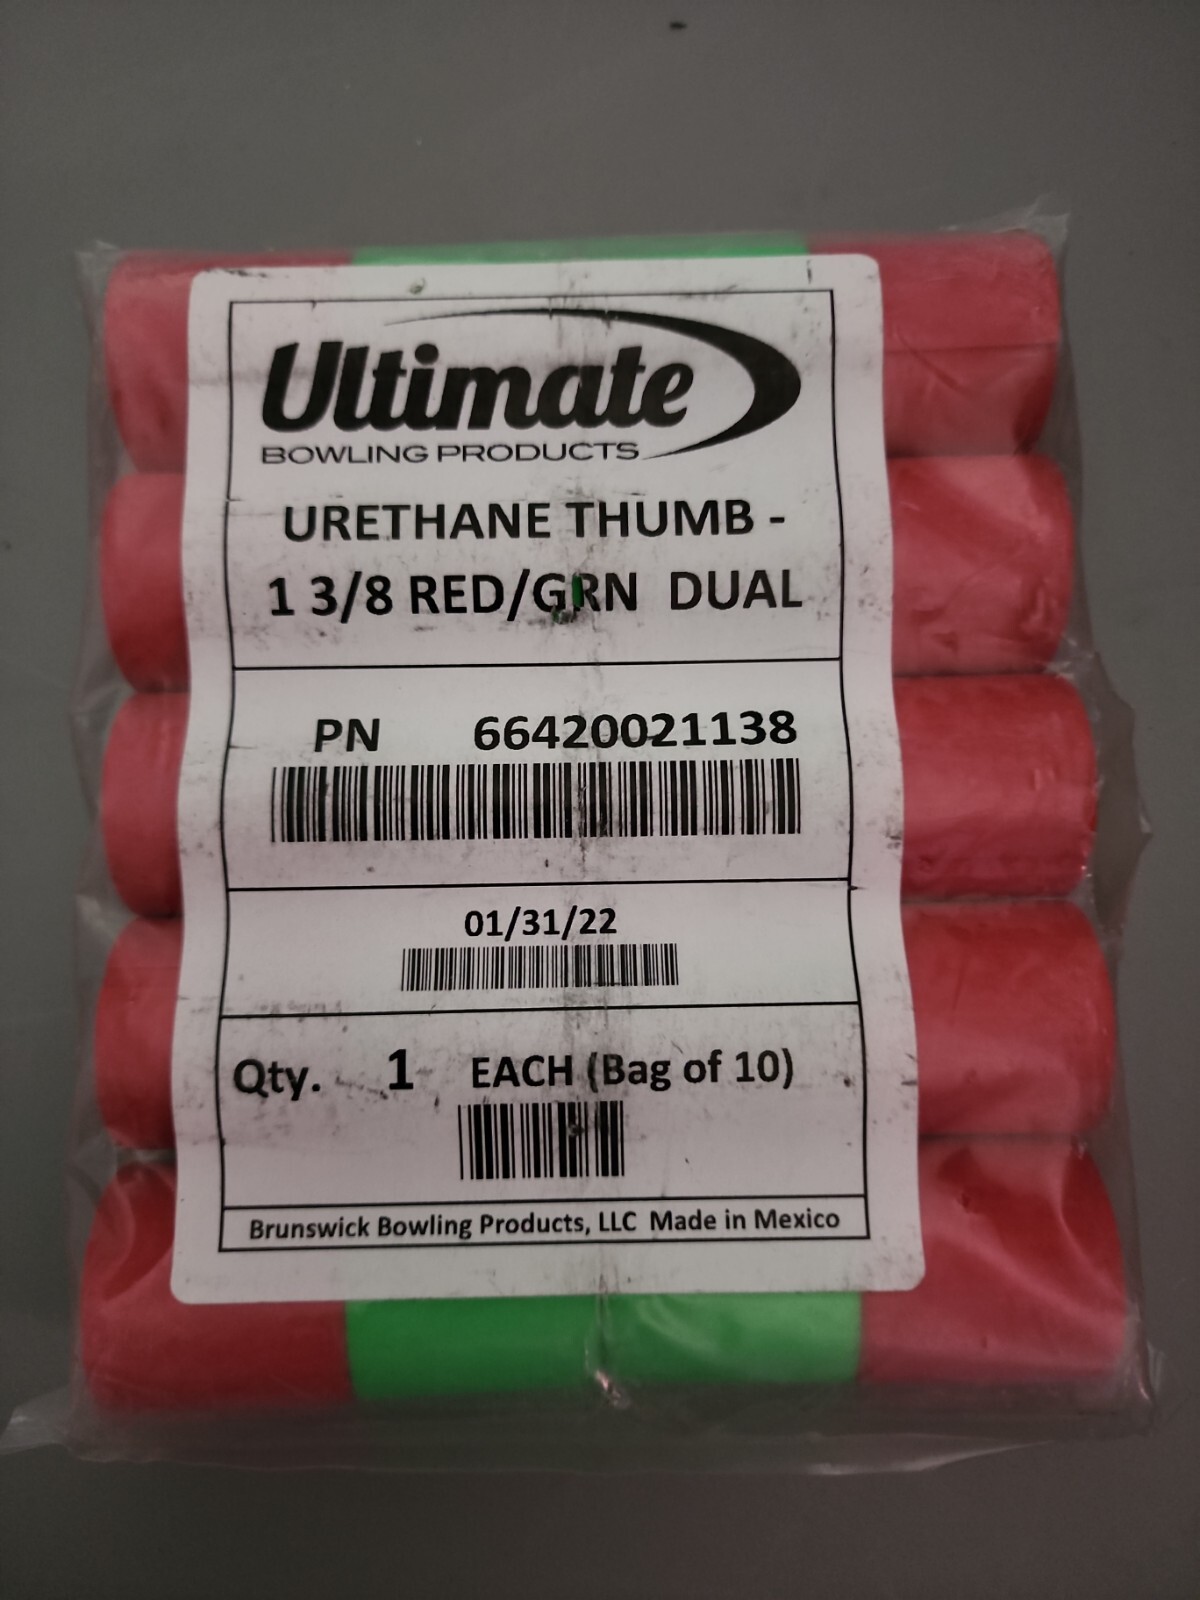 Ultimate
BOWLING PRODUCTS
URETHANE THUMB -
1 3/8 RED/GRN DUAL
PN 66420021138
01/31/22
Qty. 1 EACH (Bag of 10)
Brunswick Bowling Products, LLC Made in Mexico